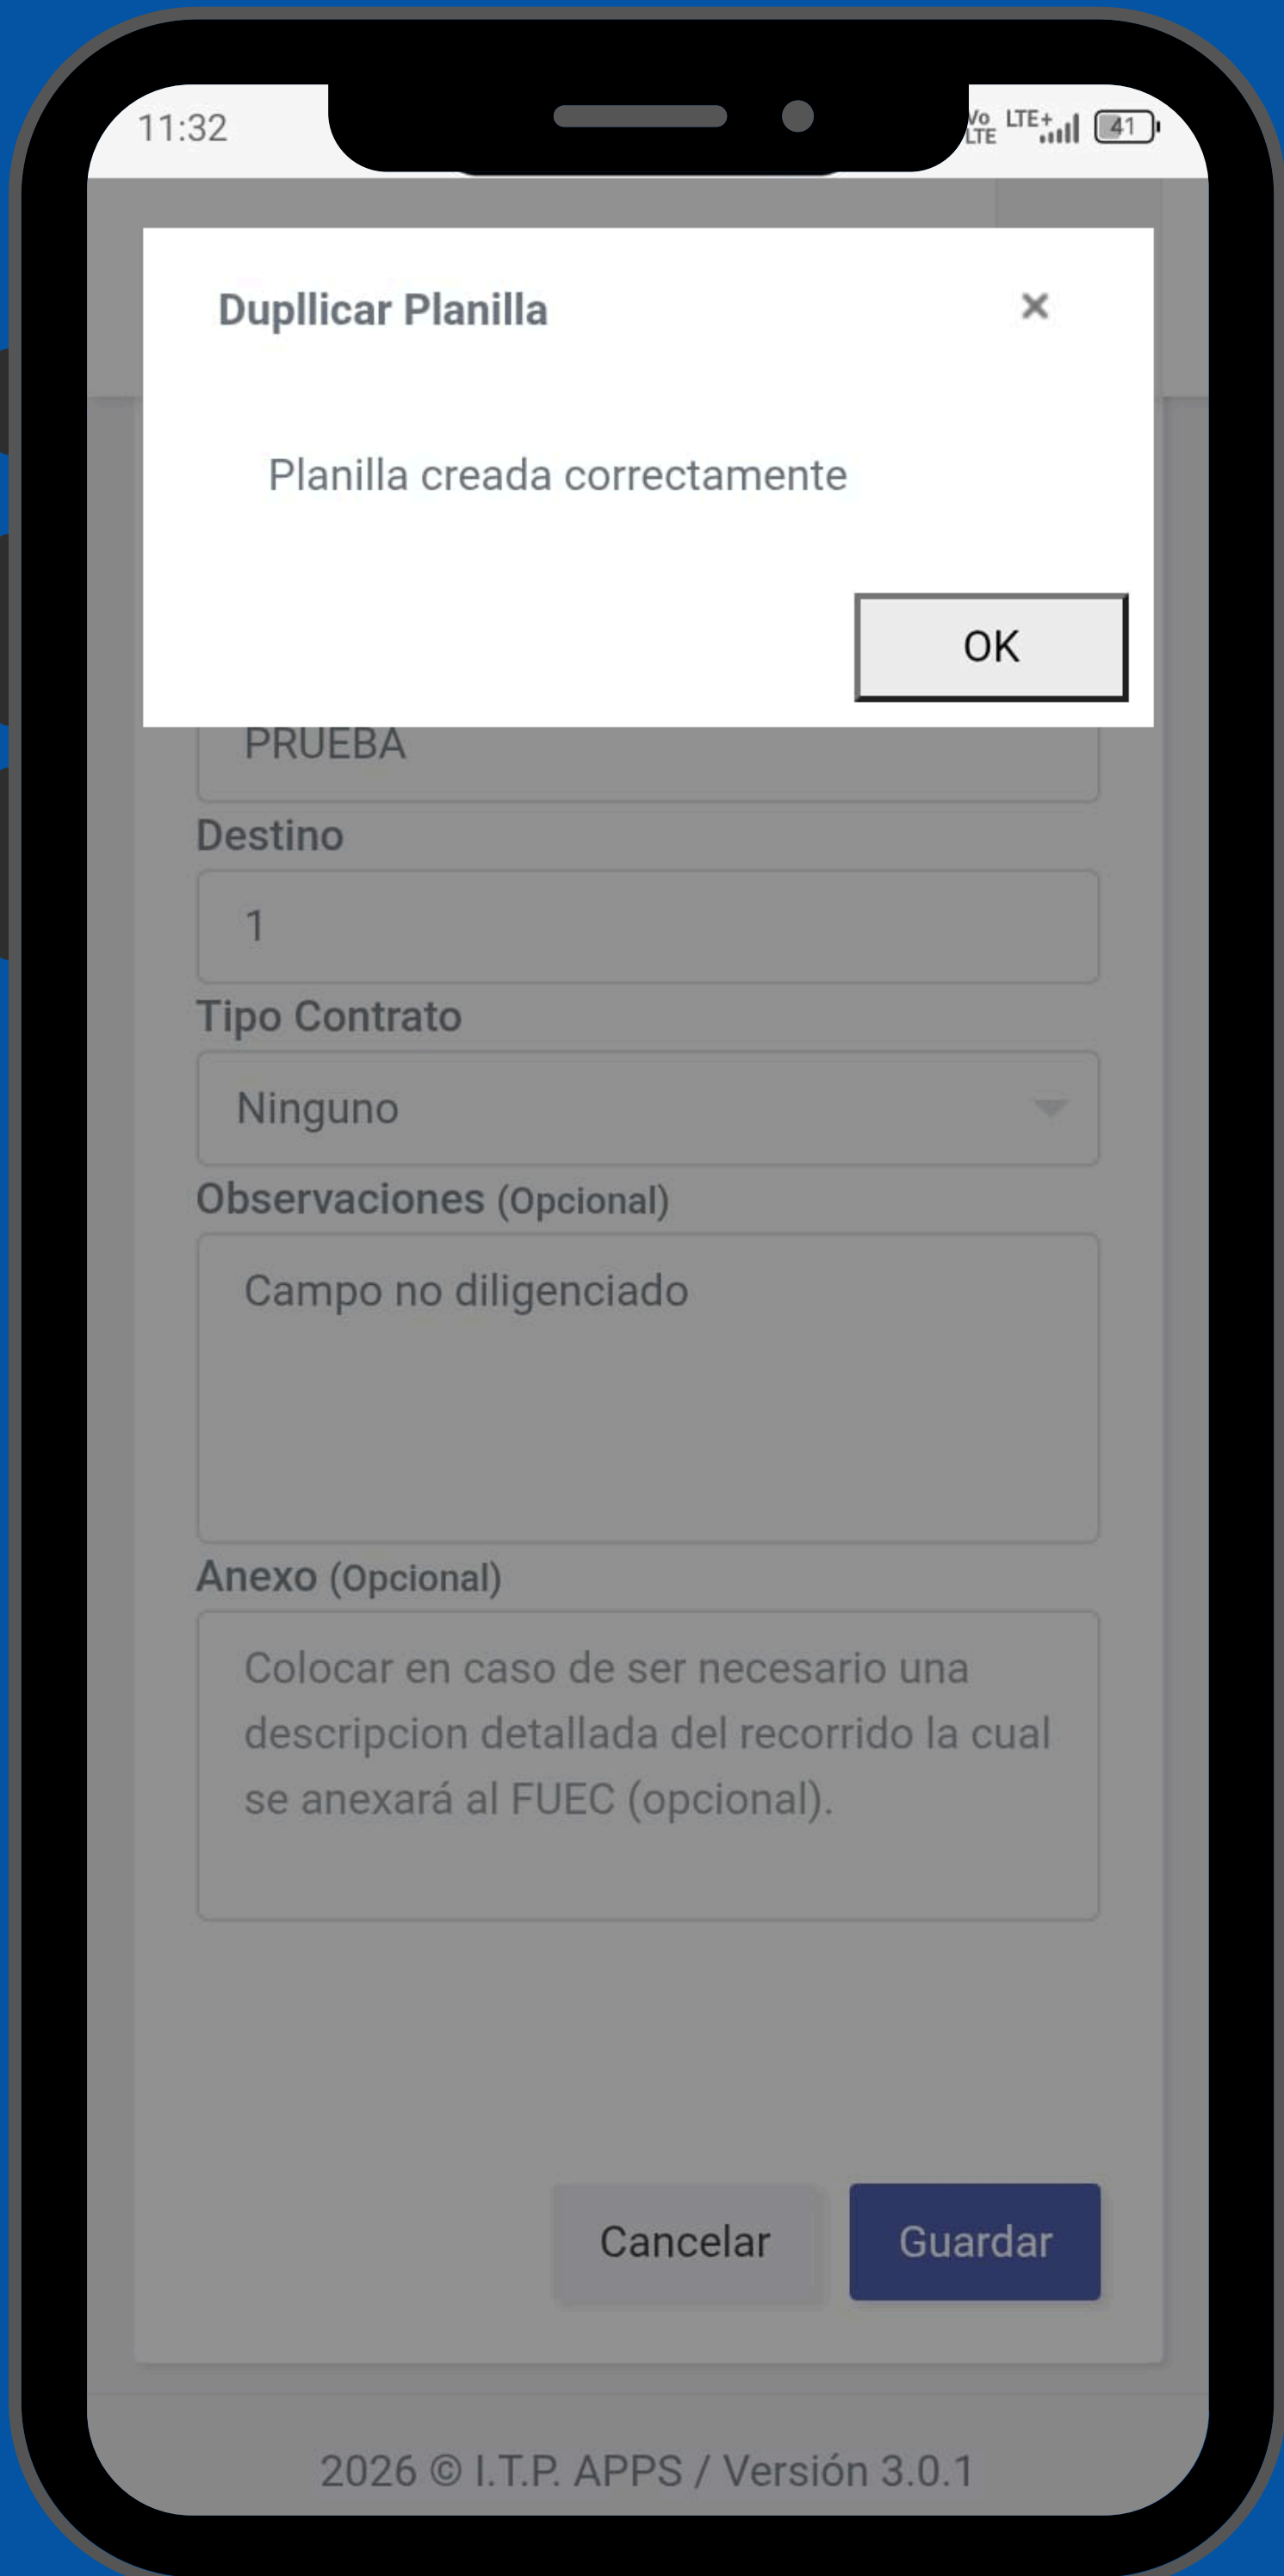 11:32
Vo
LTE
LTE+
41
Dupllicar Planilla
×
Planilla creada correctamente
OK
PRUEBA
Destino
1
Tipo Contrato
Ninguno
Observaciones (Opcional)
Campo no diligenciado
Anexo (Opcional)
Colocar en caso de ser necesario una
descripcion detallada del recorrido la cual
se anexará al FUEC (opcional).
Cancelar
Guardar
2026 © I.T.P. APPS / Versión 3.0.1